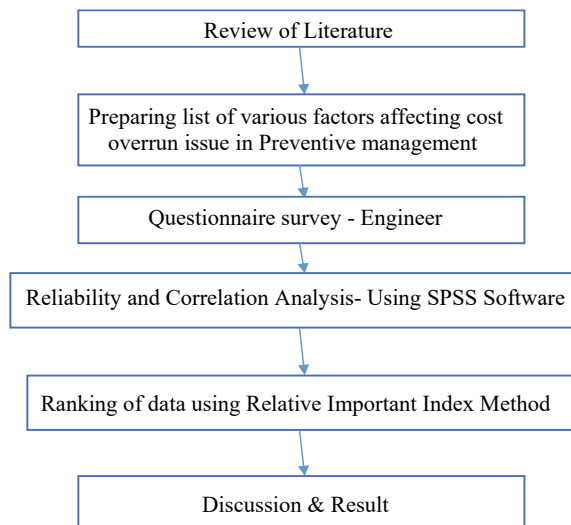 Review of Literature
Preparing list of various factors affecting cost
overrun issue in Preventive management
Questionnaire survey - Engineer
Reliability and Correlation Analysis- Using SPSS Software
Ranking of data using Relative Important Index Method
Discussion & Result